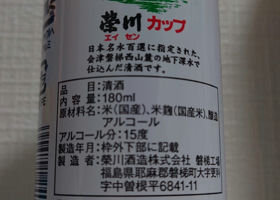 榮川カップ
エイ セン
日本名水百選に指定された、
会津磐梯西山麓の地下深水で
仕込んだ清酒です。
品目：清酒
内容量：180ml
原材料名：米(国産)、米麹(国産米)、醸造
アルコール
アルコール分：15度
製造年月：枠外下部に記載
製造者：榮川酒造株式会社 磐梯工場
福島県耶麻郡磐梯町大字更科
字中曽根平6841-11